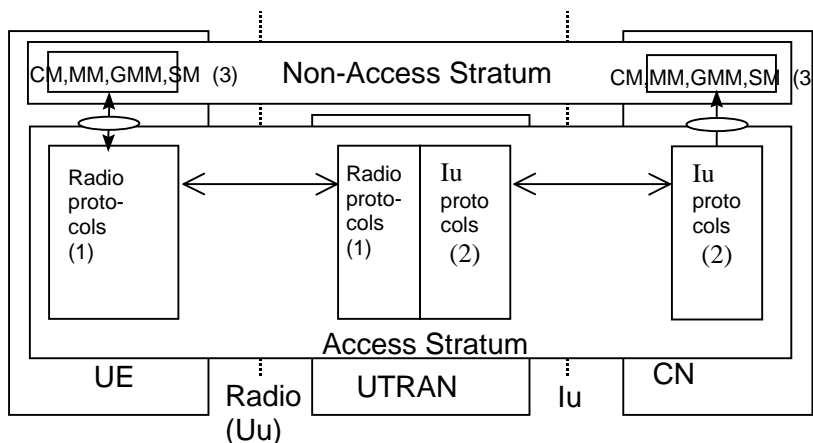 CM,MM,GMM,SM (3)
Non-Access Stratum
CM,MM,GMM,SM (3
Radio
proto-
cols
(1)
Radio
proto-
cols
(1)
Iu
proto
cols
(2)
Iu
proto
cols
(2)
Access Stratum
UE
Radio
(Uu)
UTRAN
Iu
CN